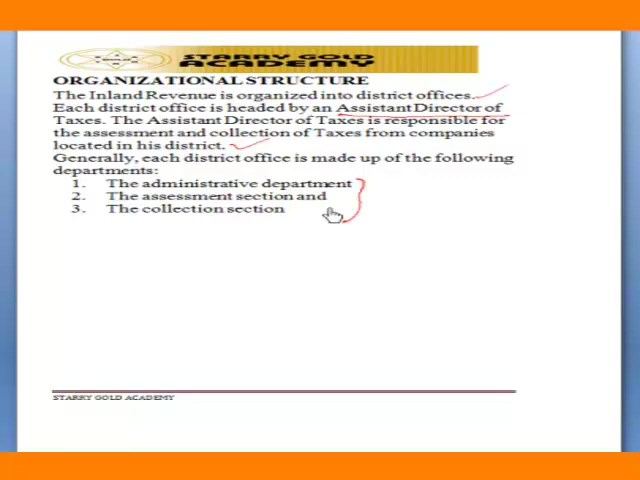 GOLD
STARRY GOLD
ACADEMY
ORGANIZATIONAL STRUCTURE
The Inland Revenue is organized into district offices.
Each district office is headed by an Assistant Director of
Taxes. The Assistant Director of Taxes is responsible for
the assessment and collection of Taxes from companies
located in his district.
Generally, each district office is made up of the following
departments:
1. The administrative department
2. The assessment section and
3. The collection section
STARRY GOLD ACADEMY